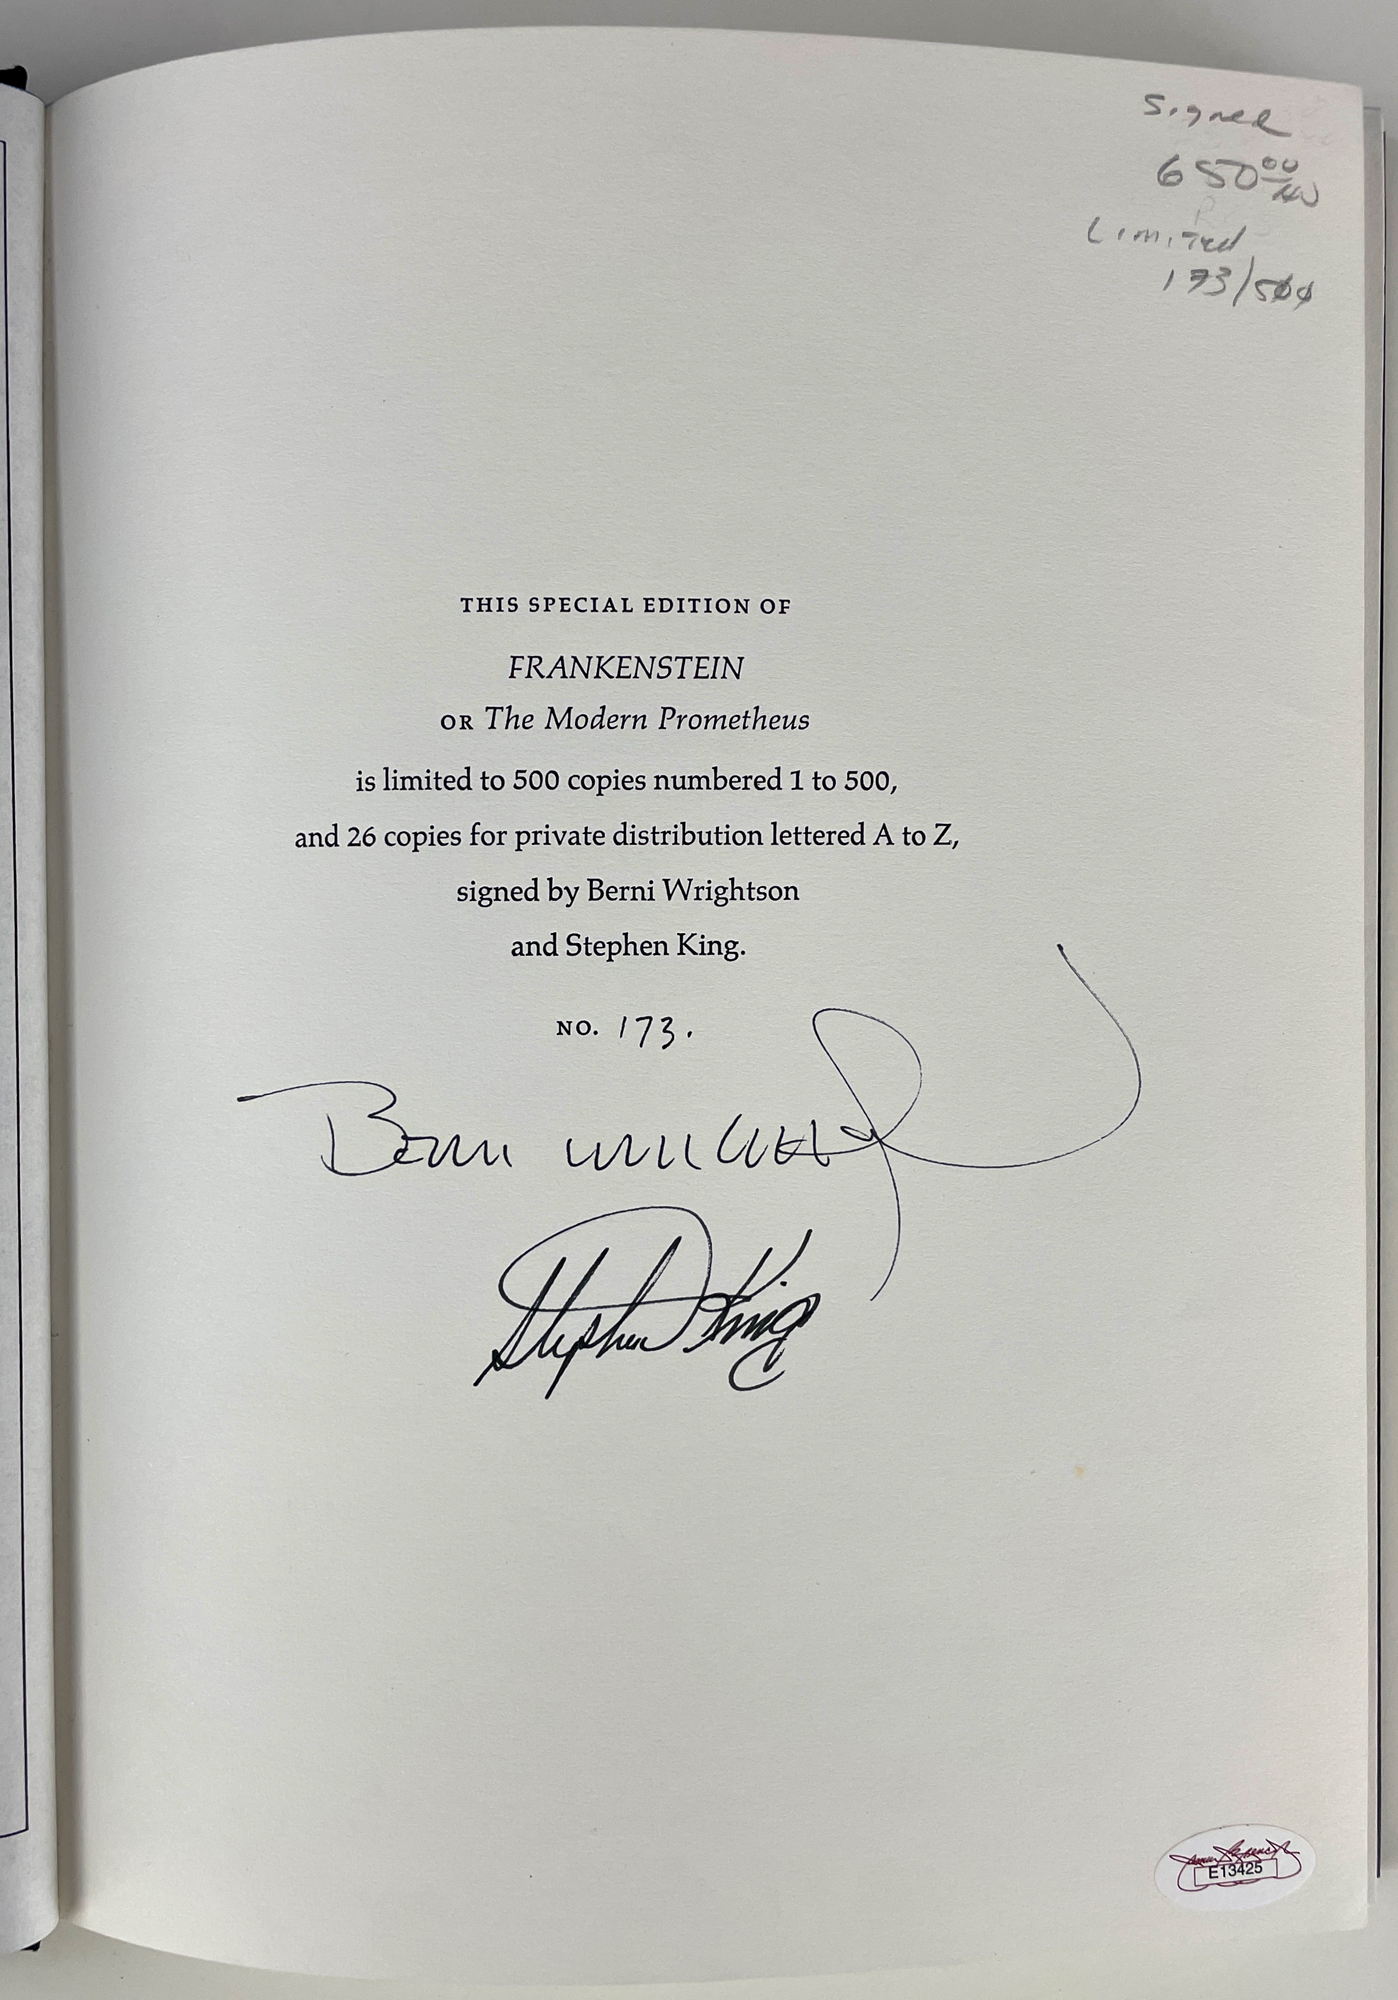 Signed
650 00
Limited
173/500
THIS SPECIAL EDITION OF
FRANKENSTEIN
OR The Modern Prometheus
is limited to 500 copies numbered 1 to 500,
and 26 copies for private distribution lettered A to Z,
signed by Berni Wrightson
and Stephen King.
NO. 173.
Berni Wrightson
Stephen King
E13425